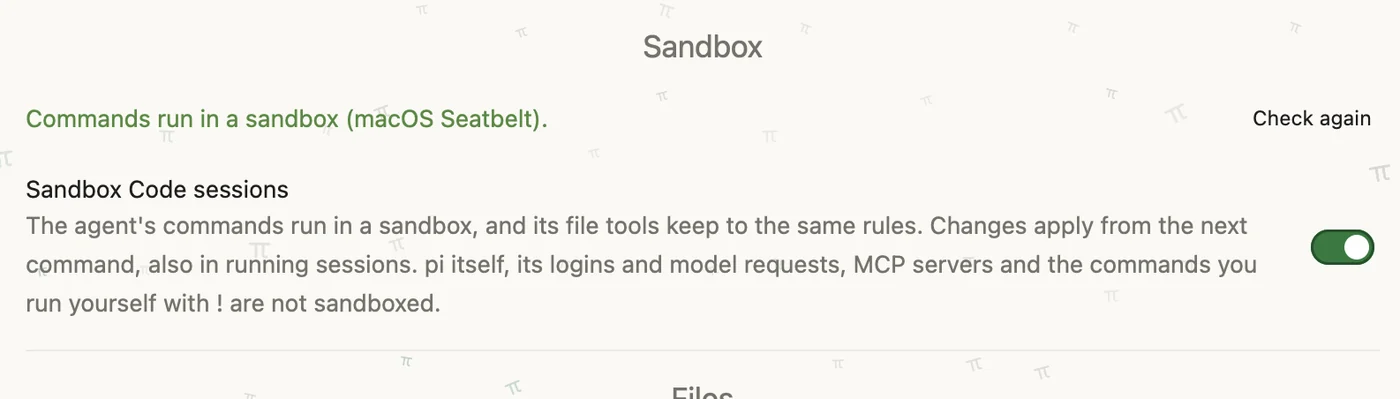 Sandbox
Commands run in a sandbox (macOS Seatbelt).
Check again
Sandbox Code sessions
The agent's commands run in a sandbox, and its file tools keep to the same rules. Changes apply from the next
command, also in running sessions. pi itself, its logins and model requests, MCP servers and the commands you
run yourself with ! are not sandboxed.
Files